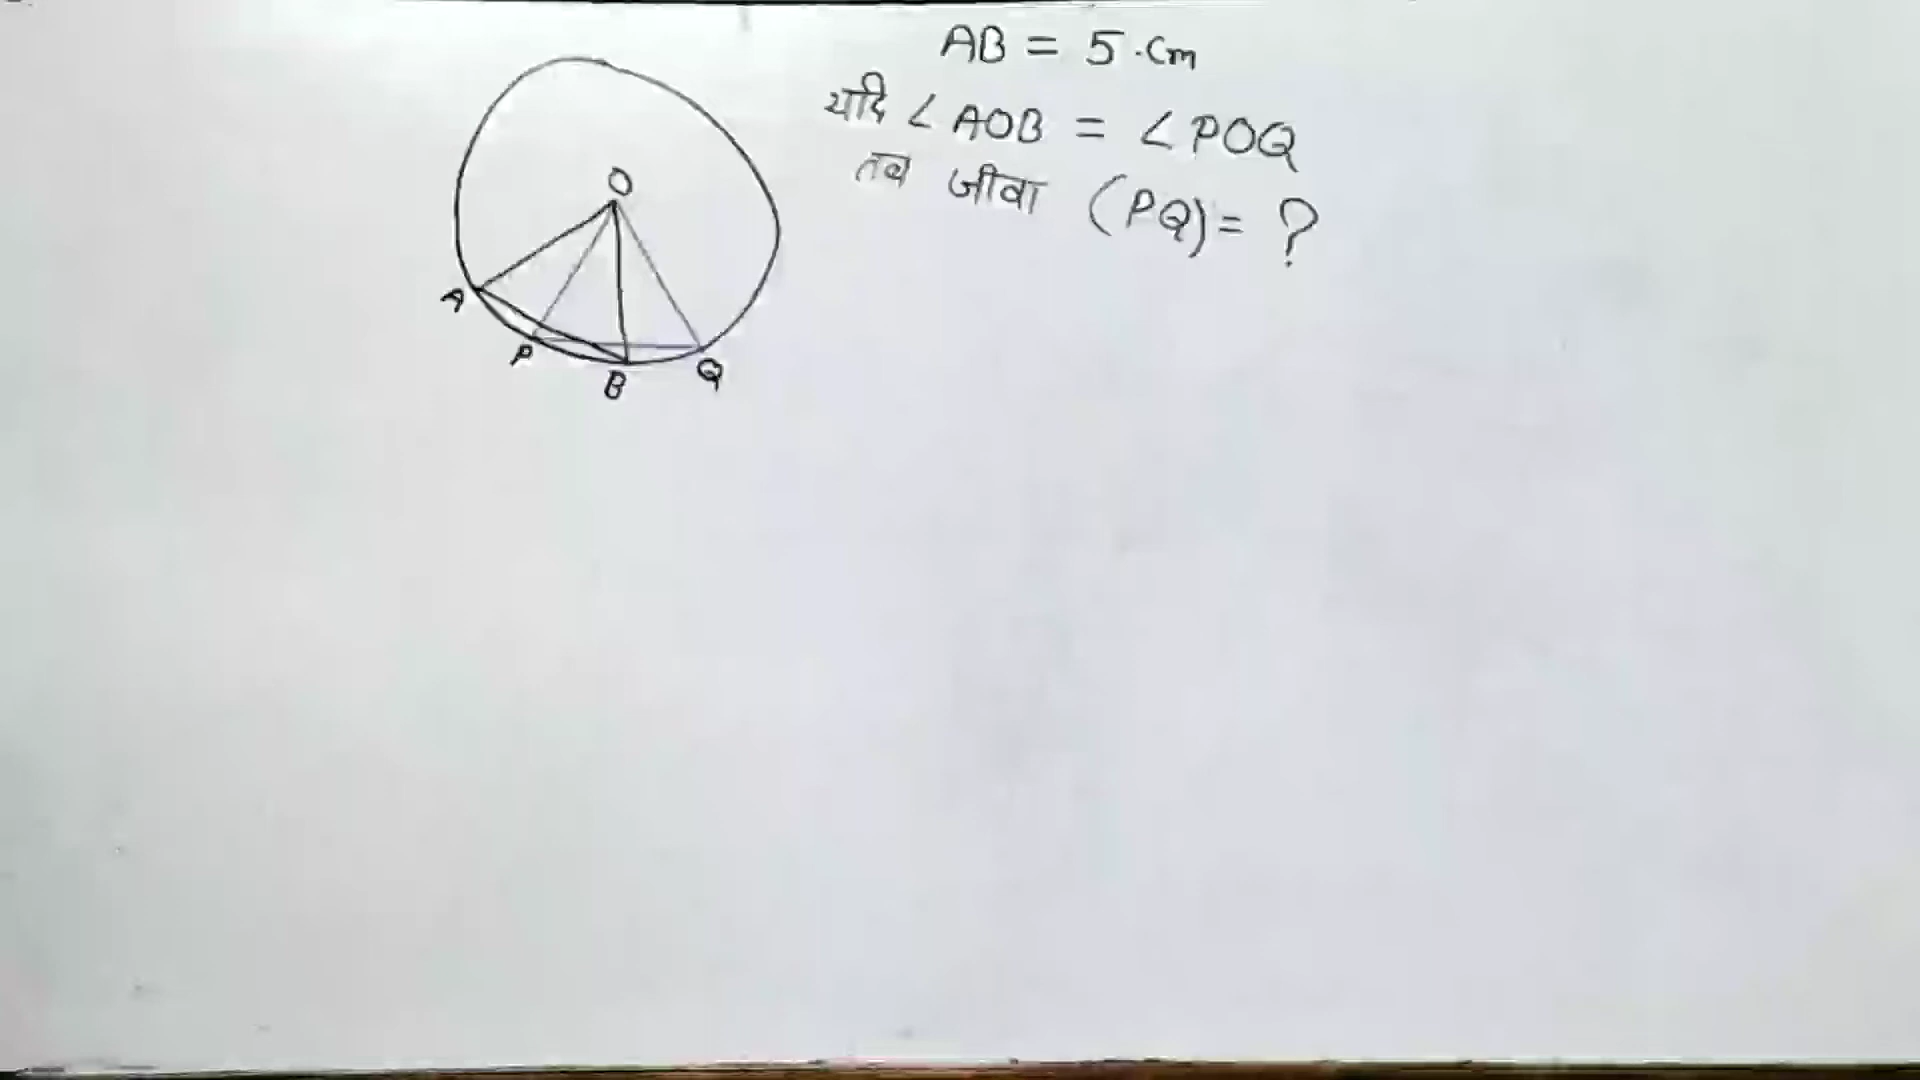 AB = 5 .cm
यदि ∠AOB = ∠POQ
तब जीवा (PQ) = ?
O
A
P
B
Q